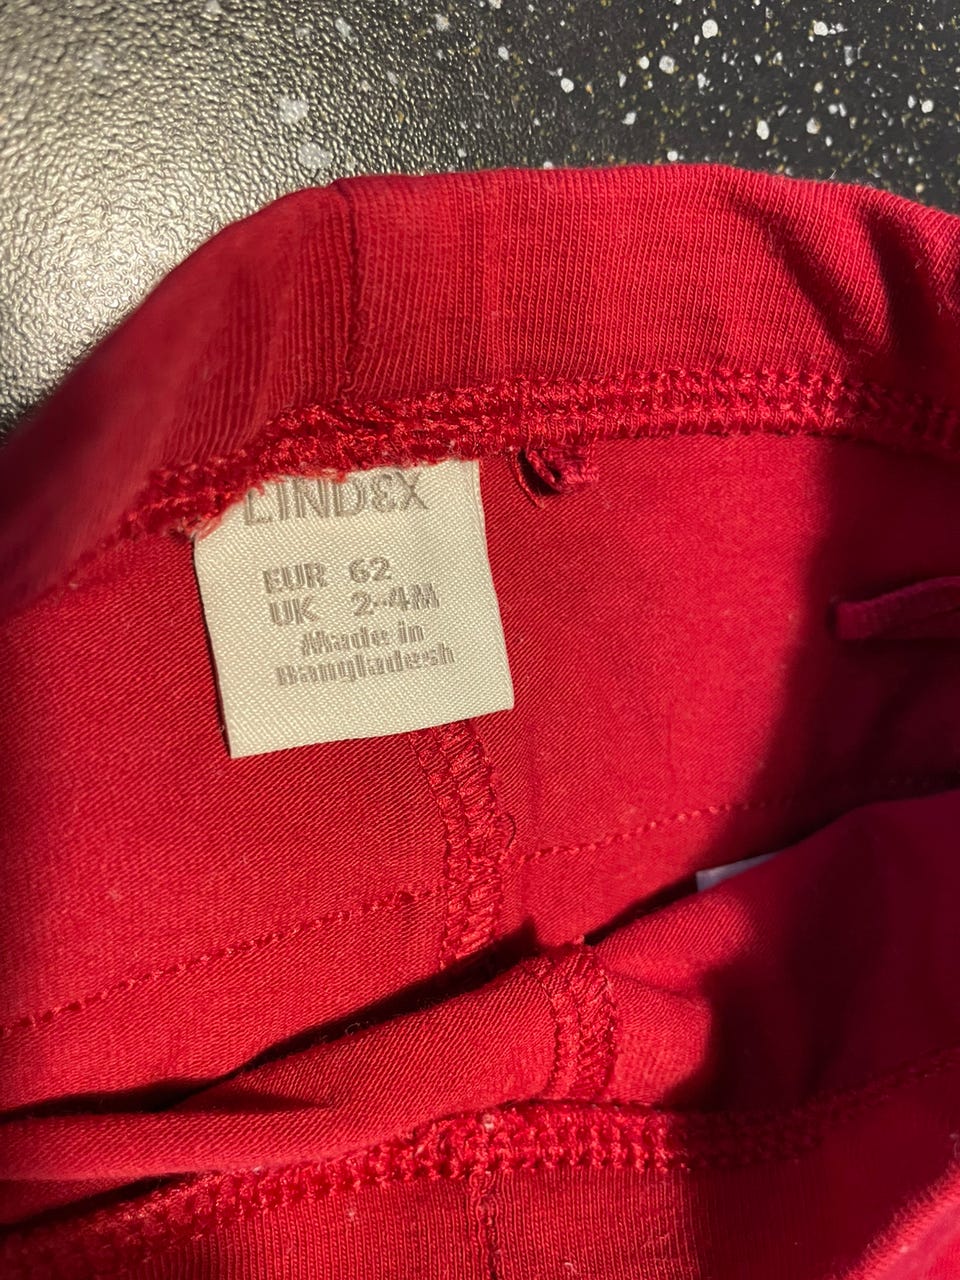 LINDEX
EUR 62
UK 2-4M
Made in
Bangladesh